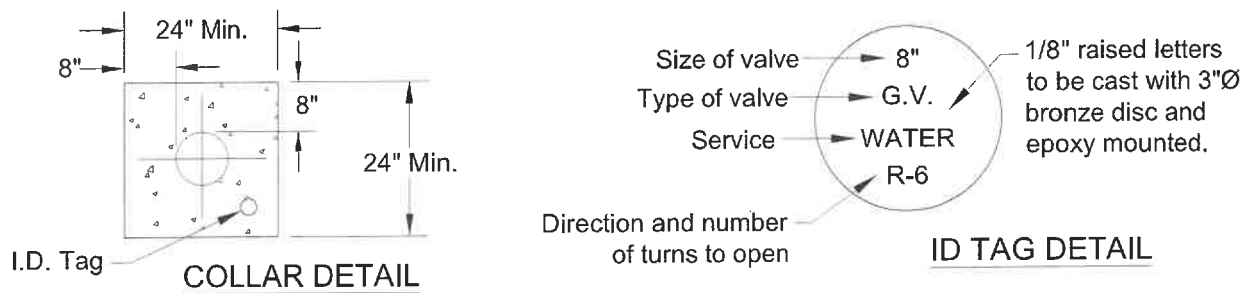 24" Min.
8"
8"
24" Min.
I.D. Tag
COLLAR DETAIL
Size of valve
8"
Type of valve
G.V.
Service
WATER
R-6
Direction and number
of turns to open
1/8" raised letters
to be cast with 3"Ø
bronze disc and
epoxy mounted.
ID TAG DETAIL